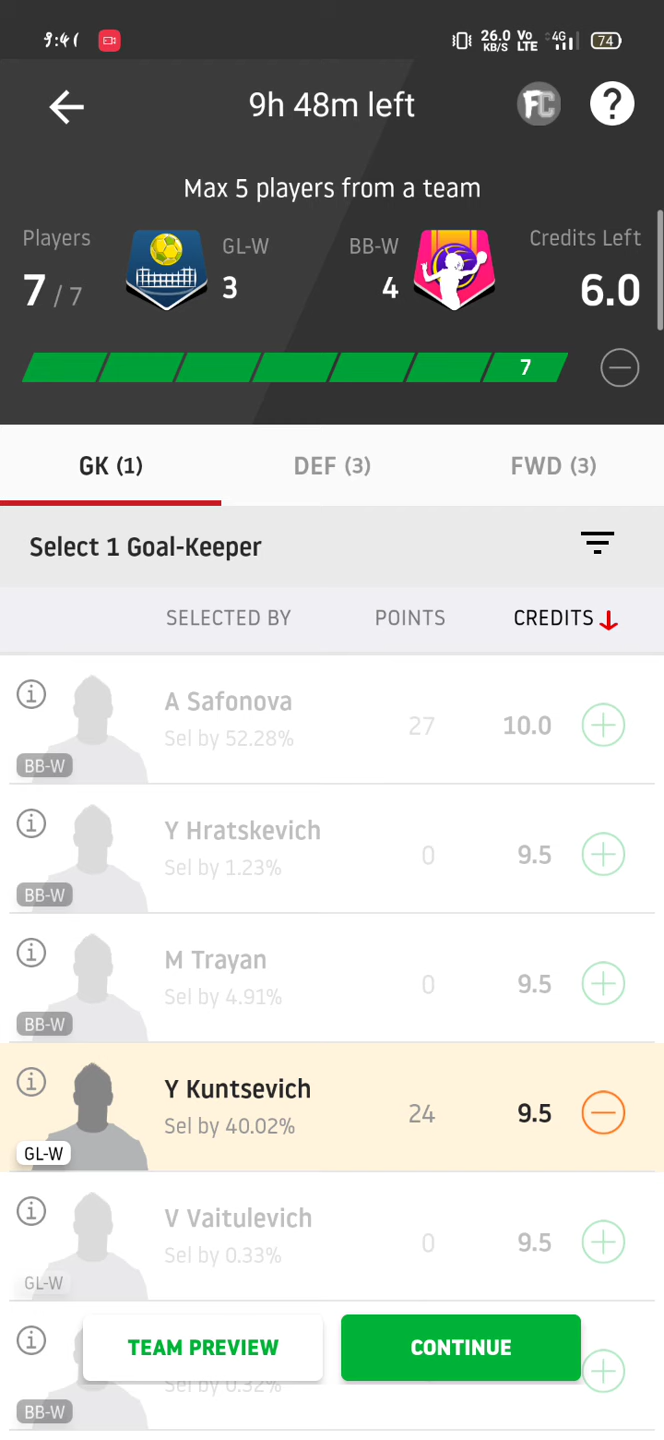 9:41
26.0 KB/S Vo LTE 4G 74
9h 48m left
FC ?
Max 5 players from a team
Players
GL-W
BB-W
Credits Left
7 / 7
3
4
6.0
7
GK (1)
DEF (3)
FWD (3)
Select 1 Goal-Keeper
SELECTED BY
POINTS
CREDITS
A Safonova
Sel by 52.28%
27
10.0
BB-W
Y Hratskevich
Sel by 1.23%
0
9.5
BB-W
M Trayan
Sel by 4.91%
0
9.5
BB-W
Y Kuntsevich
Sel by 40.02%
24
9.5
GL-W
V Vaitulevich
Sel by 0.33%
0
9.5
GL-W
TEAM PREVIEW
CONTINUE
Sel by 0.32%
BB-W